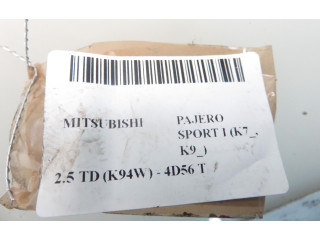 MITSUBISHI PAJERO
SPORT I (K7_,
K9_)
2.5 TD (K94W) - 4D56 T